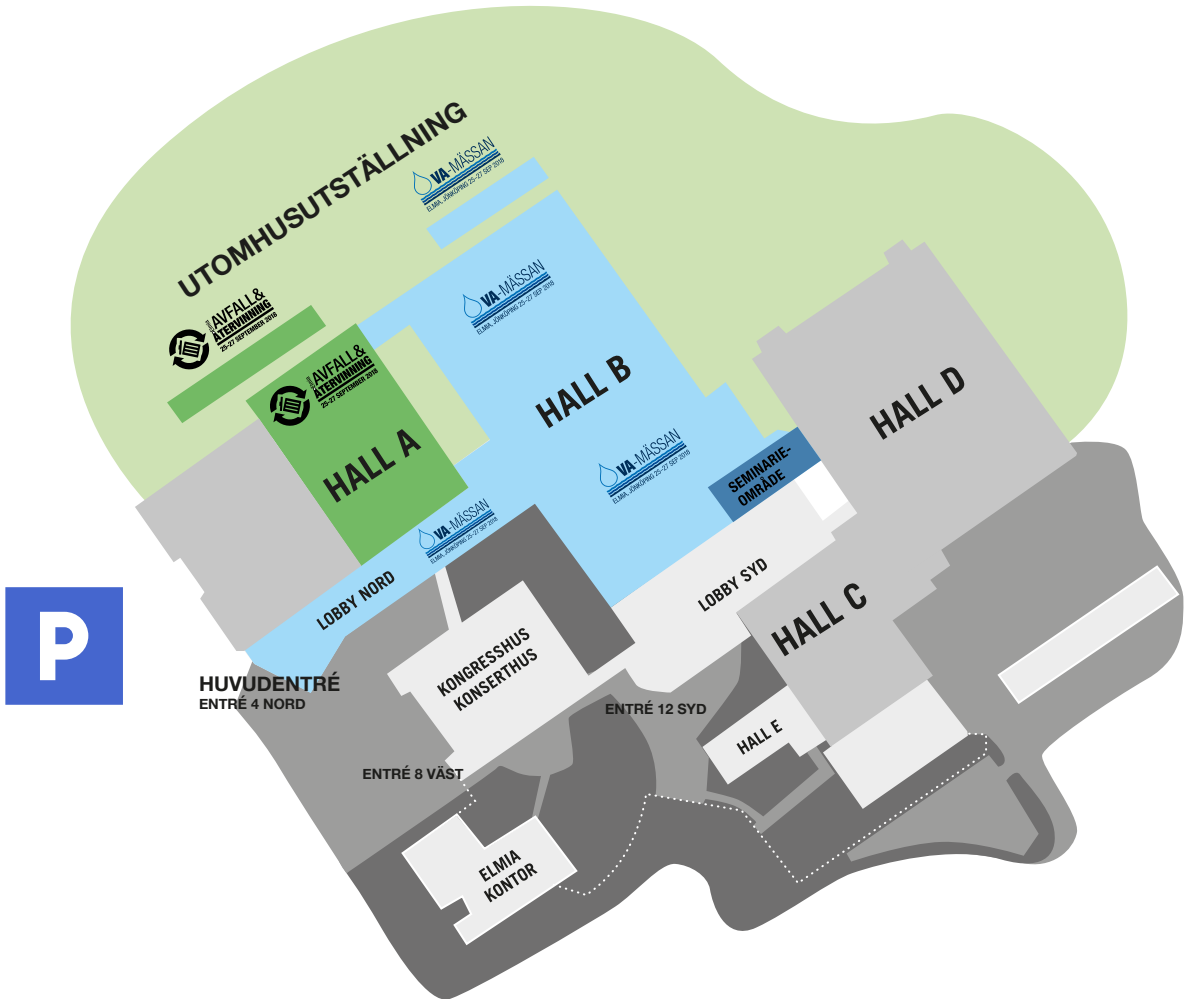 UTOMHUSUTSTÄLLNING
VA-MÄSSAN
ELMIA, JÖNKÖPING 25-27 SEP 2018
AVFALL&
ÅTERVINNING
25-27 SEPTEMBER 2018
VA-MÄSSAN
ELMIA, JÖNKÖPING 25-27 SEP 2018
AVFALL&
ÅTERVINNING
25-27 SEPTEMBER 2018
HALL A
HALL B
HALL D
VA-MÄSSAN
ELMIA, JÖNKÖPING 25-27 SEP 2018
SEMINARIE-
OMRÅDE
VA-MÄSSAN
ELMIA, JÖNKÖPING 25-27 SEP 2018
LOBBY NORD
LOBBY SYD
HALL C
P
KONGRESSHUS
KONSERTHUS
HUVUDENTRÉ
ENTRÉ 4 NORD
ENTRÉ 12 SYD
HALL E
ENTRÉ 8 VÄST
ELMIA
KONTOR